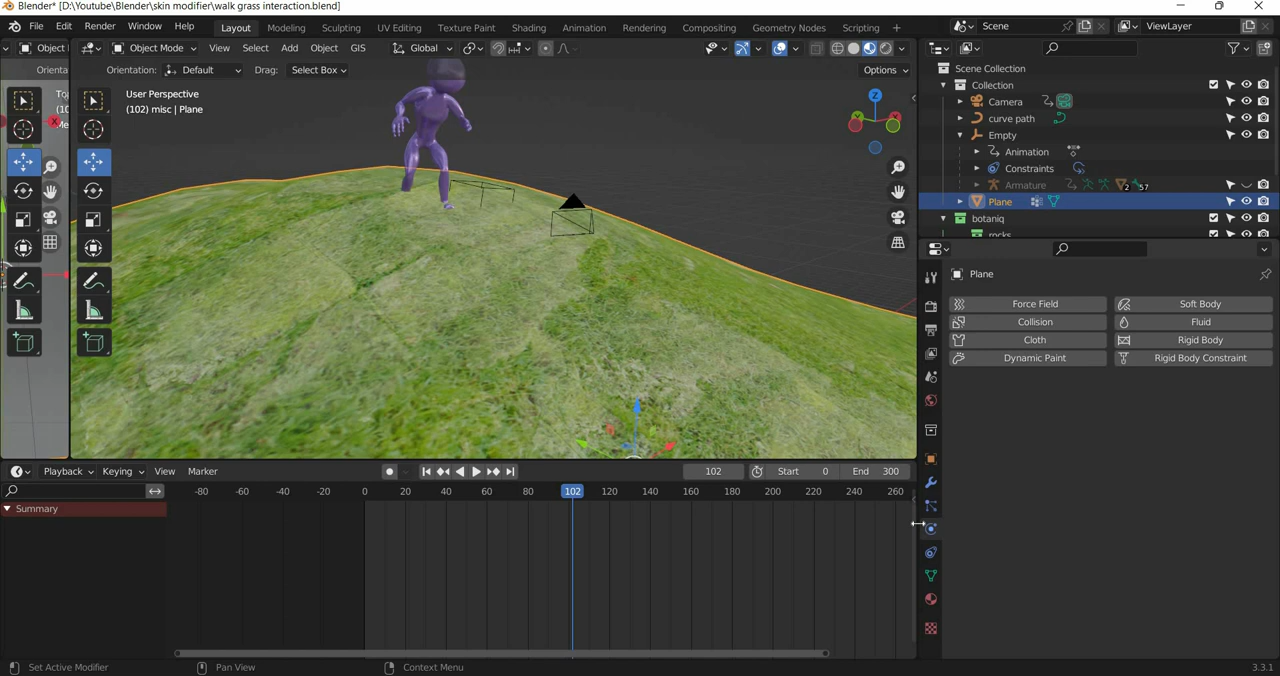 Blender* [D:\Youtube\Blender\skin modifier\walk grass interaction.blend]
File Edit Render Window Help Layout Modeling Sculpting UV Editing Texture Paint Shading Animation Rendering Compositing Geometry Nodes Scripting + Scene ViewLayer
Object Object Mode View Select Add Object GIS Global
Orienta Orientation: Default Drag: Select Box Options
User Perspective
(102) misc | Plane
Z
Scene Collection
Collection
Camera
curve path
Empty
Animation
Constraints
Armature 2 57
Plane
botaniq
rocks
Plane
Force Field Soft Body
Collision Fluid
Cloth Rigid Body
Dynamic Paint Rigid Body Constraint
Playback Keying View Marker 102 Start 0 End 300
-80 -60 -40 -20 0 20 40 60 80 102 120 140 160 180 200 220 240 260
Summary
Set Active Modifier Pan View Context Menu 3.3.1